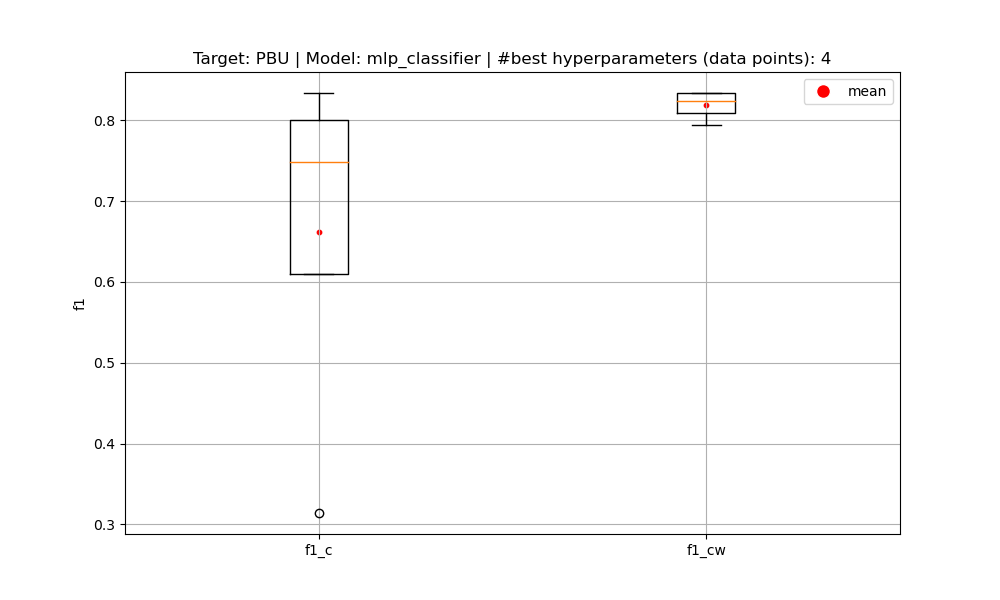 Target: PBU | Model: mlp_classifier | #best hyperparameters (data points): 4
mean
0.8
0.7
0.6
0.5
0.4
0.3
f1
f1_c
f1_cw